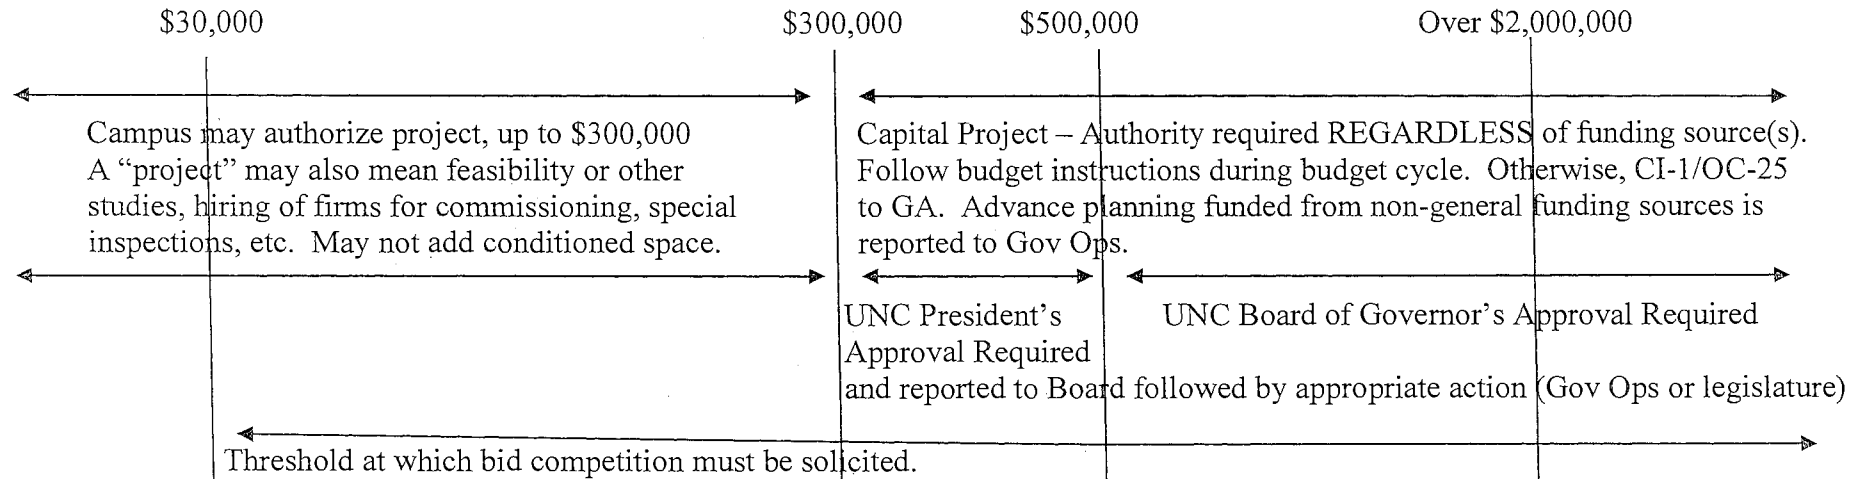 $30,000 $300,000 $500,000 Over $2,000,000
Campus may authorize project, up to $300,000
A “project” may also mean feasibility or other
studies, hiring of firms for commissioning, special
inspections, etc. May not add conditioned space.
Capital Project – Authority required REGARDLESS of funding source(s).
Follow budget instructions during budget cycle. Otherwise, CI-1/OC-25
to GA. Advance planning funded from non-general funding sources is
reported to Gov Ops.
UNC President’s
Approval Required
and reported to Board followed by appropriate action (Gov Ops or legislature)
UNC Board of Governor’s Approval Required
Threshold at which bid competition must be solicited.